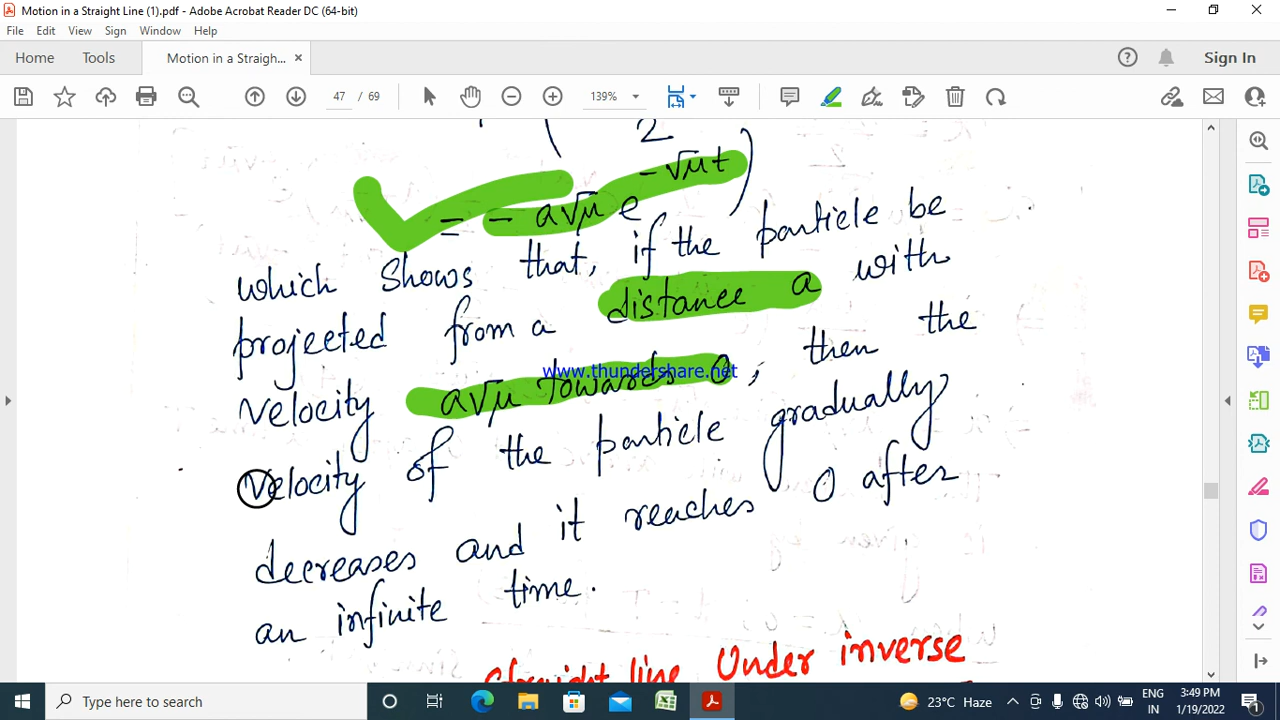 Motion in a Straight Line (1).pdf - Adobe Acrobat Reader DC (64-bit)
File Edit View Sign Window Help
Home Tools Motion in a Straigh... × Sign In
47 / 69 139%
2
= - a√μ e^{-√μt}
which shows that, if the particle be
projected from a distance a with
velocity a√μ towards 0, then the
www.thundershare.net
velocity of the particle gradually
decreases and it reaches 0 after
an infinite time.
straight line Under inverse
Type here to search
23°C Haze
ENG
IN
3:49 PM
1/19/2022
1